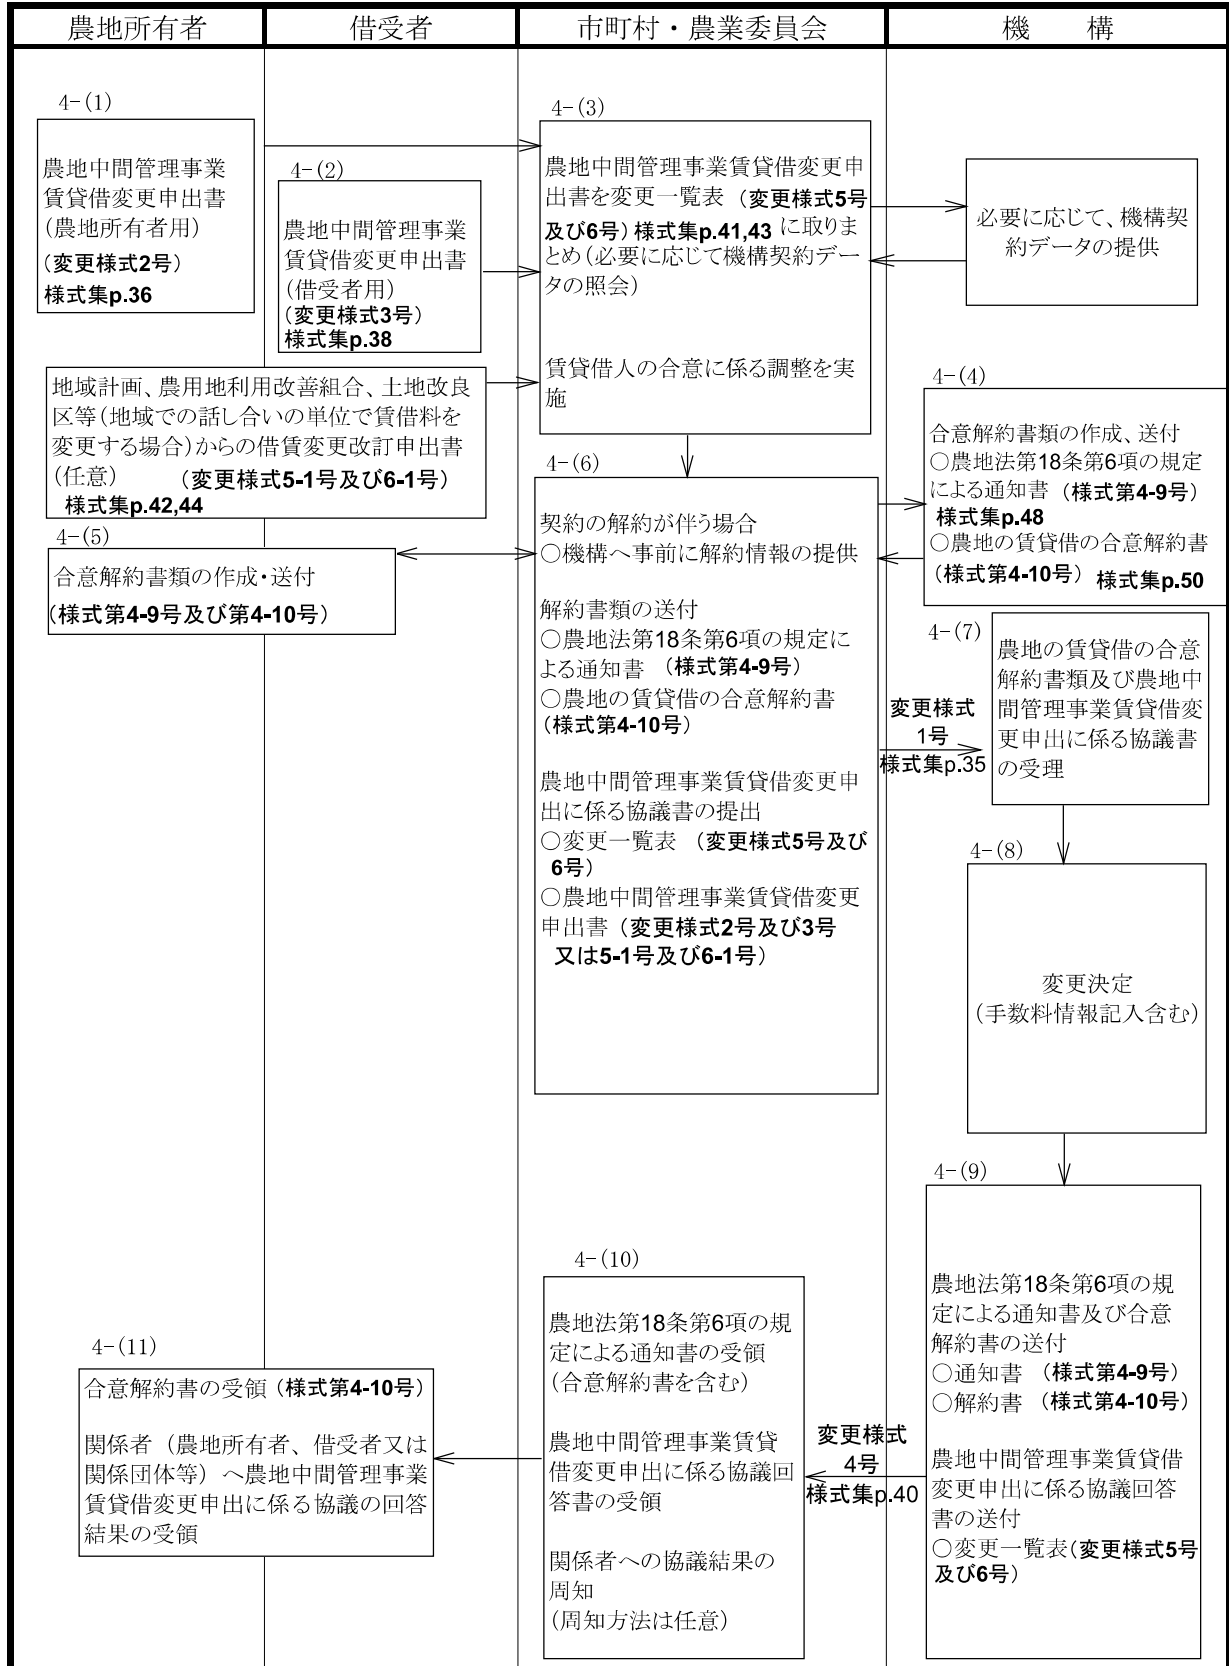 農地所有者
借受者
市町村・農業委員会
機　　構
4-(1)
農地中間管理事業
賃貸借変更申出書
(農地所有者用)
(変更様式2号)
様式集p.36
4-(2)
農地中間管理事業
賃貸借変更申出書
(借受者用)
(変更様式3号)
様式集p.38
4-(3)
農地中間管理事業賃貸借変更申
出書を変更一覧表 (変更様式5号
及び6号) 様式集p.41,43 に取りま
とめ(必要に応じて機構契約デー
タの照会)
賃貸借人の合意に係る調整を実
施
必要に応じて、機構契
約データの提供
地域計画、農用地利用改善組合、土地改良
区等(地域での話し合いの単位で賃借料を
変更する場合)からの借賃変更改訂申出書
(任意) (変更様式5-1号及び6-1号)
様式集p.42,44
4-(4)
合意解約書類の作成、送付
○農地法第18条第6項の規定
による通知書 (様式第4-9号)
様式集p.48
○農地の賃貸借の合意解約書
(様式第4-10号) 様式集p.50
4-(5)
合意解約書類の作成・送付
(様式第4-9号及び第4-10号)
4-(6)
契約の解約が伴う場合
○機構へ事前に解約情報の提供
解約書類の送付
○農地法第18条第6項の規定に
よる通知書 (様式第4-9号)
○農地の賃貸借の合意解約書
(様式第4-10号)
農地中間管理事業賃貸借変更申
出に係る協議書の提出
○変更一覧表 (変更様式5号及び
6号)
○農地中間管理事業賃貸借変更
申出書 (変更様式2号及び3号
又は5-1号及び6-1号)
変更様式
1号
様式集p.35
4-(7)
農地の賃貸借の合意
解約書類及び農地中
間管理事業賃貸借変
更申出に係る協議書
の受理
4-(8)
変更決定
(手数料情報記入含む)
4-(9)
農地法第18条第6項の規
定による通知書及び合意
解約書の送付
○通知書 (様式第4-9号)
○解約書 (様式第4-10号)
農地中間管理事業賃貸借
変更申出に係る協議回答
書の送付
○変更一覧表(変更様式5号
及び6号)
変更様式
4号
様式集p.40
4-(10)
農地法第18条第6項の規
定による通知書の受領
(合意解約書を含む)
農地中間管理事業賃貸
借変更申出に係る協議回
答書の受領
関係者への協議結果の
周知
(周知方法は任意)
4-(11)
合意解約書の受領 (様式第4-10号)
関係者 (農地所有者、借受者又は
関係団体等) へ農地中間管理事業
賃貸借変更申出に係る協議の回答
結果の受領